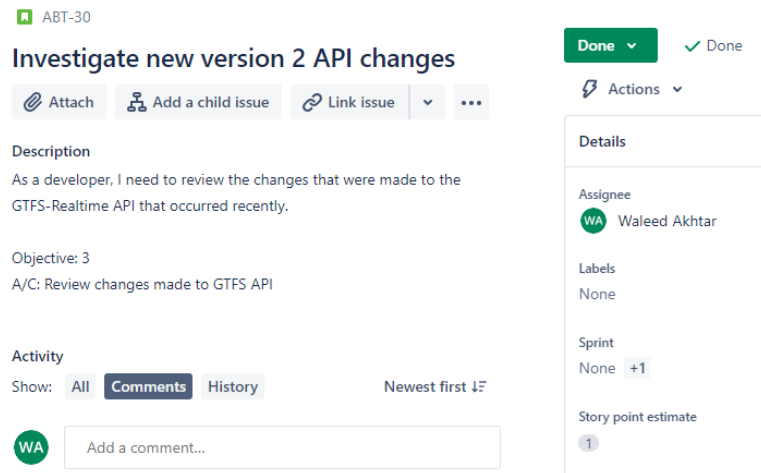 ABT-30
Investigate new version 2 API changes
Attach
Add a child issue
Link issue
Description
As a developer, I need to review the changes that were made to the
GTFS-Realtime API that occurred recently.
Objective: 3
A/C: Review changes made to GTFS API
Activity
Show: All Comments History Newest first
WA Add a comment...
Done Done
Actions
Details
Assignee
WA Waleed Akhtar
Labels
None
Sprint
None +1
Story point estimate
1